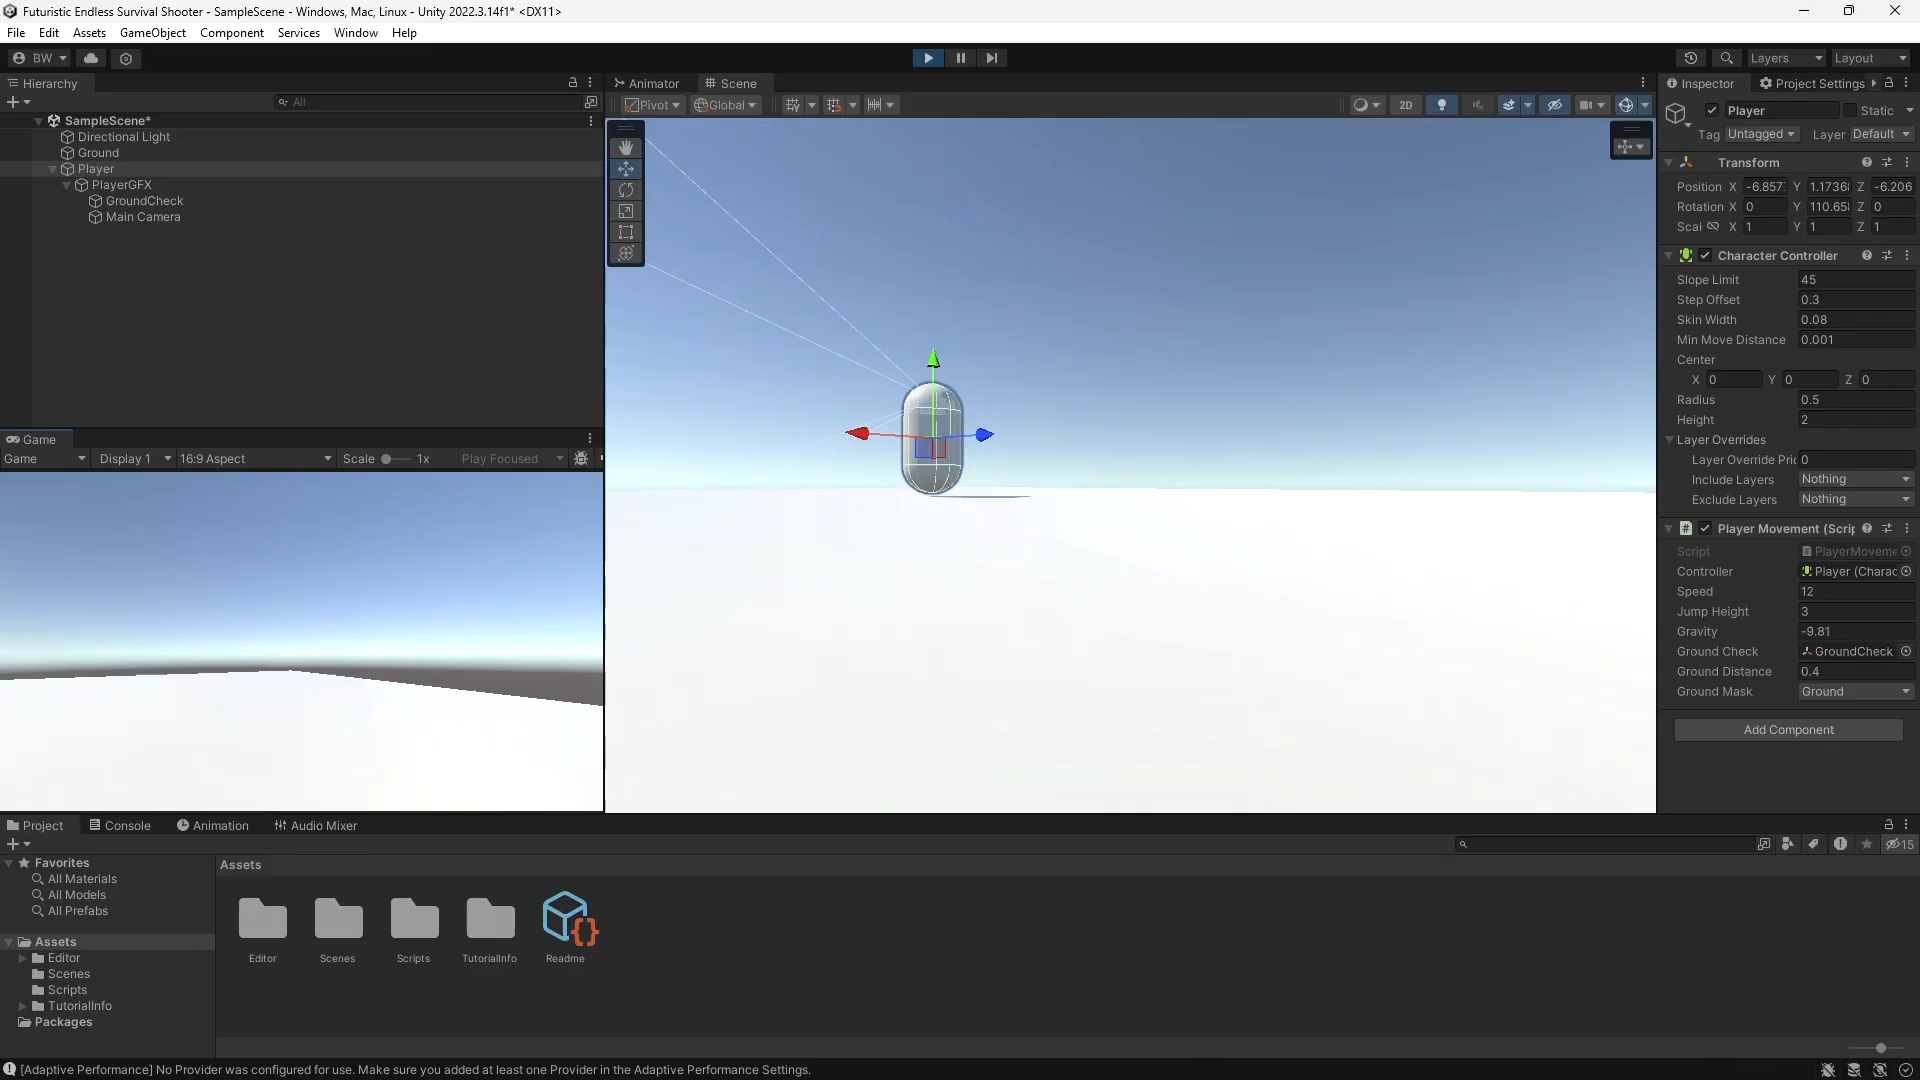 Futuristic Endless Survival Shooter - SampleScene - Windows, Mac, Linux - Unity 2022.3.14f1* <DX11>
File Edit Assets GameObject Component Services Window Help
BW
Layers Layout
Hierarchy
All
SampleScene*
Directional Light
Ground
Player
PlayerGFX
GroundCheck
Main Camera
Game
Game Display 1 16:9 Aspect Scale 1x Play Focused
Animator Scene
Pivot Global 2D
Inspector Project Settings
Player Static
Tag Untagged Layer Default
Transform
Position X -6.857 Y 1.1736 Z -6.206
Rotation X 0 Y 110.65 Z 0
Scal X 1 Y 1 Z 1
Character Controller
Slope Limit 45
Step Offset 0.3
Skin Width 0.08
Min Move Distance 0.001
Center
X 0 Y 0 Z 0
Radius 0.5
Height 2
Layer Overrides
Layer Override Pri 0
Include Layers Nothing
Exclude Layers Nothing
Player Movement (Scrip
Script PlayerMoveme
Controller Player (Charac
Speed 12
Jump Height 3
Gravity -9.81
Ground Check GroundCheck
Ground Distance 0.4
Ground Mask Ground
Add Component
Project Console Animation Audio Mixer
15
Favorites
All Materials
All Models
All Prefabs
Assets
Editor
Scenes
Scripts
TutorialInfo
Packages
Assets
Editor Scenes Scripts TutorialInfo Readme
[Adaptive Performance] No Provider was configured for use. Make sure you added at least one Provider in the Adaptive Performance Settings.